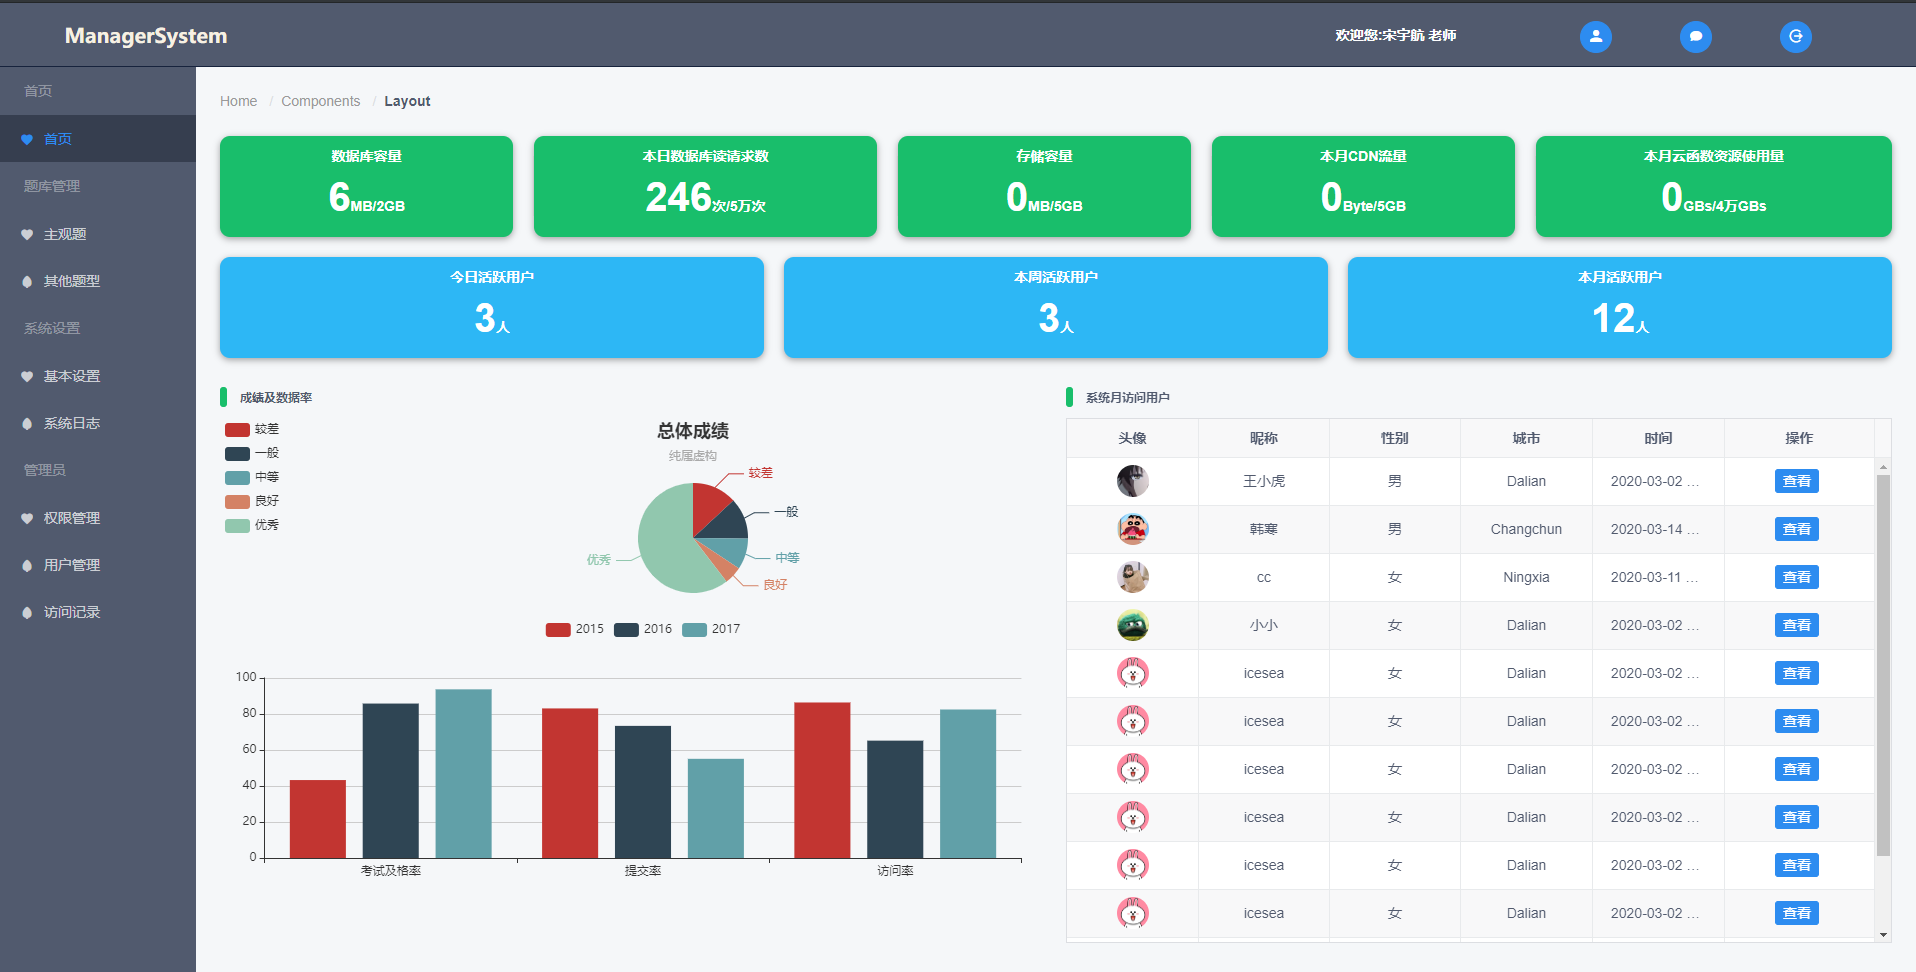 ManagerSystem
欢迎您:宋宇航 老师
首页
首页
题库管理
主观题
其他题型
系统设置
基本设置
系统日志
管理员
权限管理
用户管理
访问记录
Home / Components / Layout
数据库容量
6MB/2GB
本日数据库读请求数
246次/5万次
存储容量
0MB/5GB
本月CDN流量
0Byte/5GB
本月云函数资源使用量
0GBs/4万GBs
今日活跃用户
3人
本周活跃用户
3人
本月活跃用户
12人
成绩及数据率
较差
一般
中等
良好
优秀
总体成绩
纯属虚构
较差
一般
中等
良好
优秀
2015 2016 2017
100
80
60
40
20
0
考试及格率 提交率 访问率
系统月访问用户
头像 昵称 性别 城市 时间 操作
王小虎 男 Dalian 2020-03-02 ... 查看
韩寒 男 Changchun 2020-03-14 ... 查看
cc 女 Ningxia 2020-03-11 ... 查看
小小 女 Dalian 2020-03-02 ... 查看
icesea 女 Dalian 2020-03-02 ... 查看
icesea 女 Dalian 2020-03-02 ... 查看
icesea 女 Dalian 2020-03-02 ... 查看
icesea 女 Dalian 2020-03-02 ... 查看
icesea 女 Dalian 2020-03-02 ... 查看
icesea 女 Dalian 2020-03-02 ... 查看